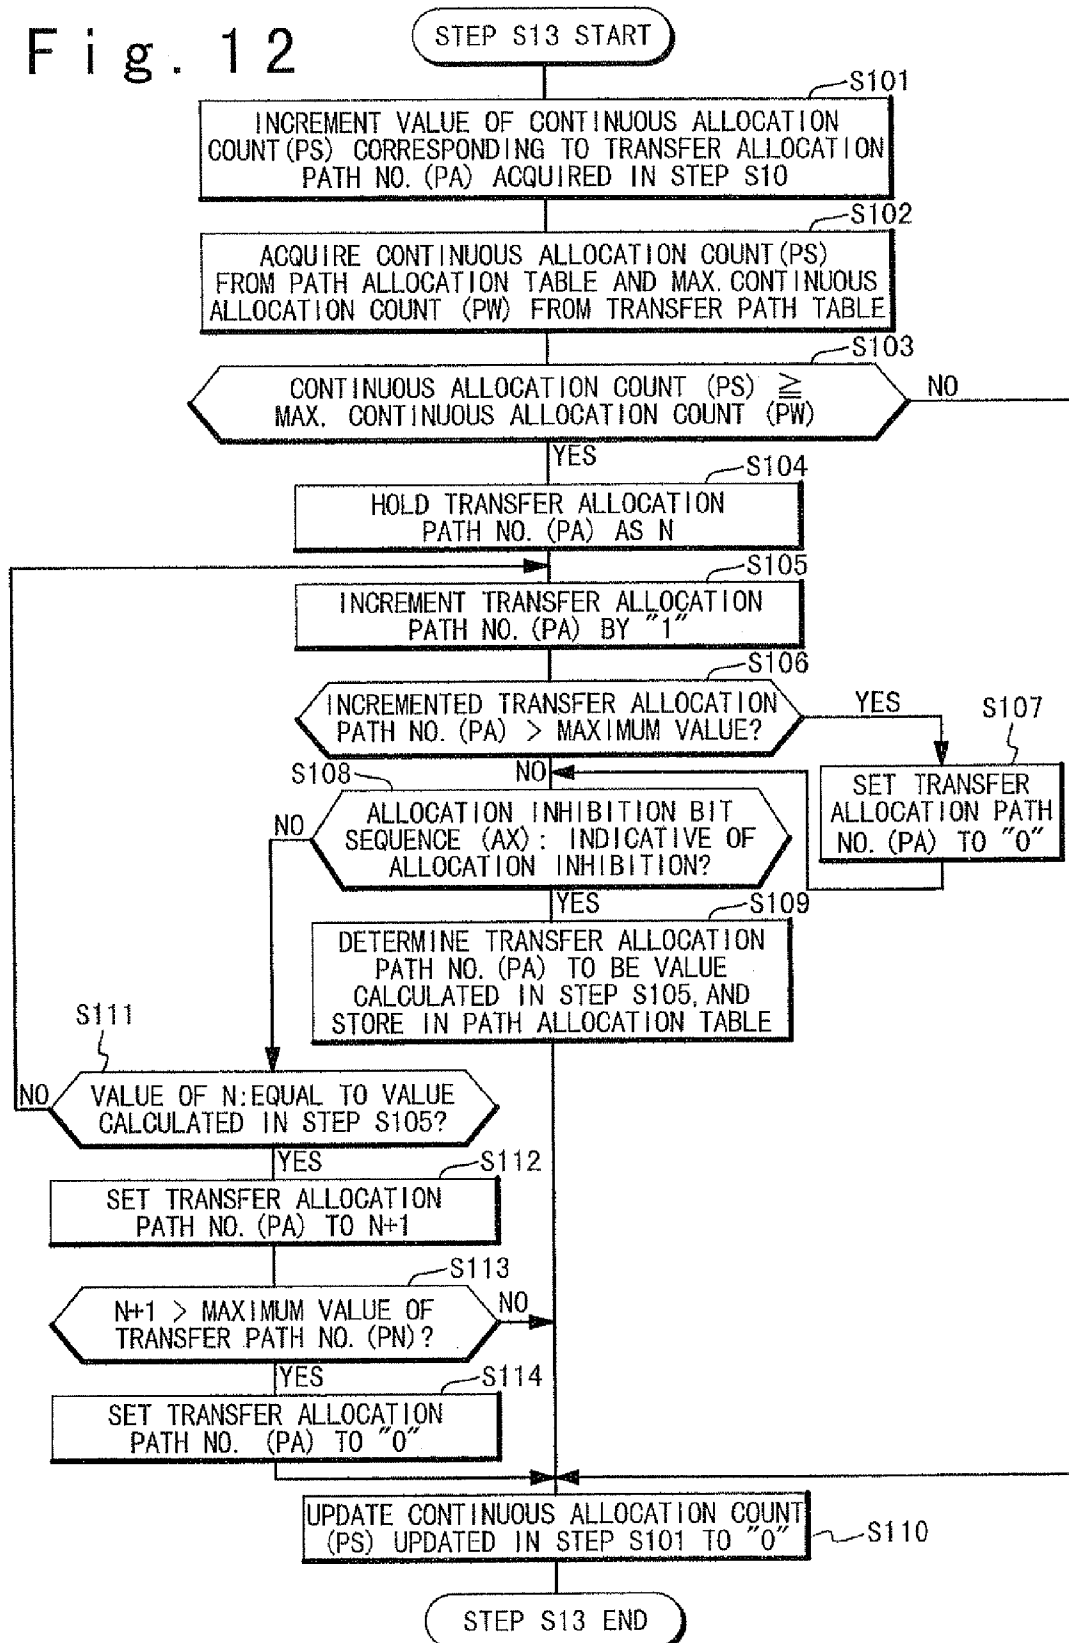 Fig. 12
STEP S13 START
S101
INCREMENT VALUE OF CONTINUOUS ALLOCATION
COUNT(PS) CORRESPONDING TO TRANSFER ALLOCATION
PATH NO.(PA) ACQUIRED IN STEP S10
S102
ACQUIRE CONTINUOUS ALLOCATION COUNT(PS)
FROM PATH ALLOCATION TABLE AND MAX.CONTINUOUS
ALLOCATION COUNT (PW) FROM TRANSFER PATH TABLE
S103
CONTINUOUS ALLOCATION COUNT (PS) ≧
MAX. CONTINUOUS ALLOCATION COUNT (PW)
NO
YES
S104
HOLD TRANSFER ALLOCATION
PATH NO.(PA) AS N
S105
INCREMENT TRANSFER ALLOCATION
PATH NO.(PA) BY "1"
S106
INCREMENTED TRANSFER ALLOCATION
PATH NO.(PA) > MAXIMUM VALUE?
YES
S107
SET TRANSFER
ALLOCATION PATH
NO.(PA) TO "0"
NO
S108
ALLOCATION INHIBITION BIT
SEQUENCE (AX): INDICATIVE OF
ALLOCATION INHIBITION?
NO
YES
S109
DETERMINE TRANSFER ALLOCATION
PATH NO.(PA) TO BE VALUE
CALCULATED IN STEP S105,AND
STORE IN PATH ALLOCATION TABLE
S111
VALUE OF N:EQUAL TO VALUE
CALCULATED IN STEP S105?
NO
YES
S112
SET TRANSFER ALLOCATION
PATH NO.(PA) TO N+1
S113
N+1 > MAXIMUM VALUE OF
TRANSFER PATH NO.(PN)?
NO
YES
S114
SET TRANSFER ALLOCATION
PATH NO. (PA) TO "0"
UPDATE CONTINUOUS ALLOCATION COUNT
(PS) UPDATED IN STEP S101 TO "0"
S110
STEP S13 END